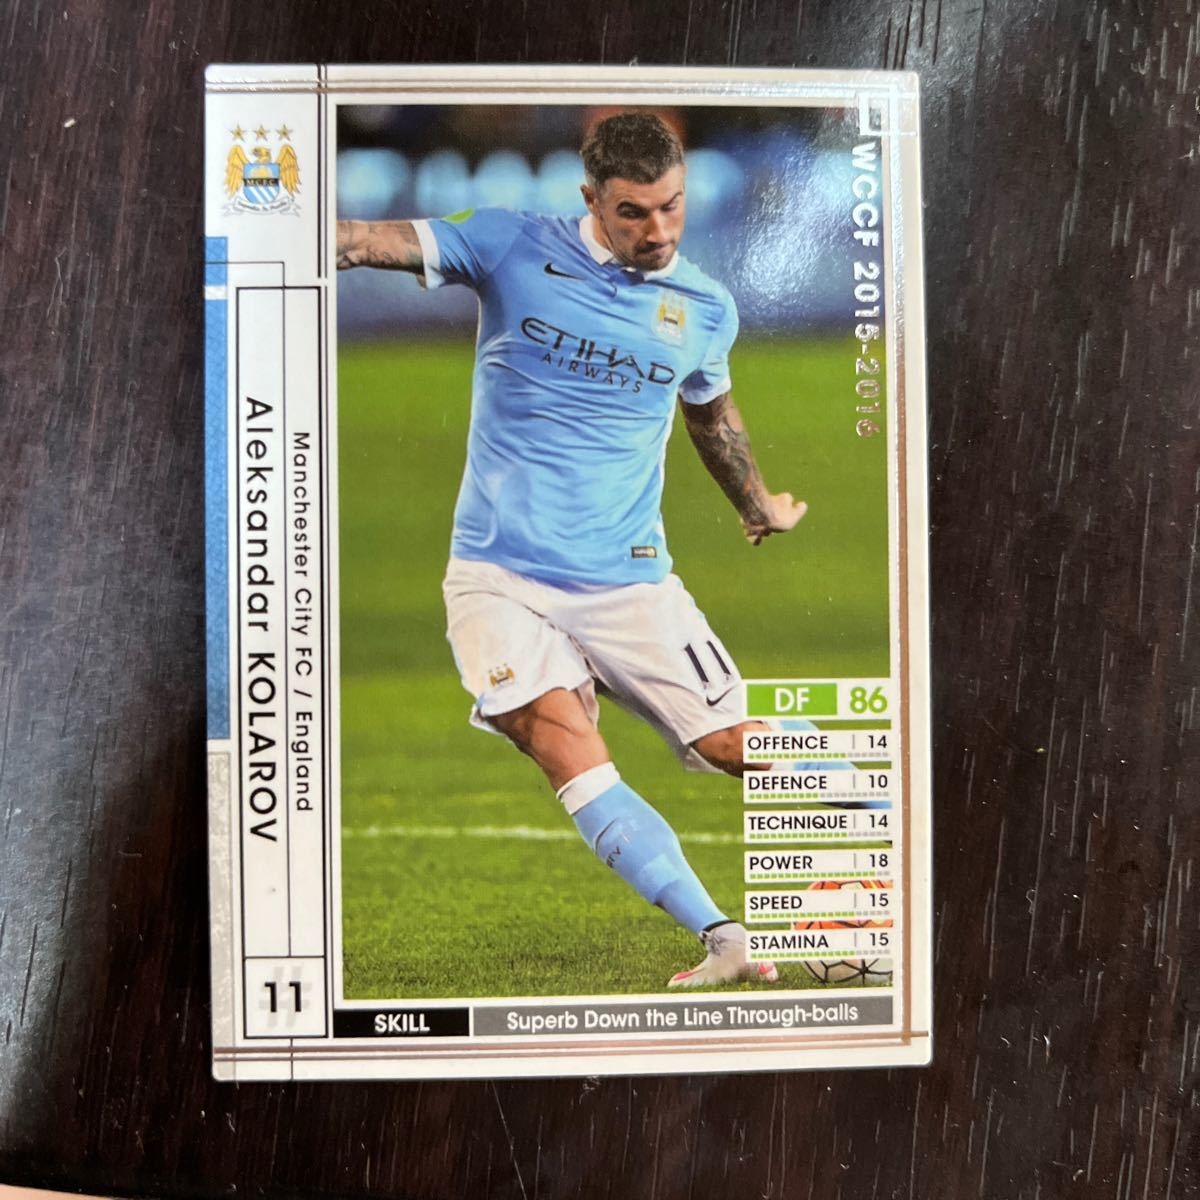 WCCF 2015-2016
M.C.F.C.
Manchester City FC / England
Aleksandar KOLAROV
11
ETIHAD
AIRWAYS
11
DF 86
OFFENCE 14
DEFENCE 10
TECHNIQUE 14
POWER 18
SPEED 15
STAMINA 15
SKILL Superb Down the Line Through-balls